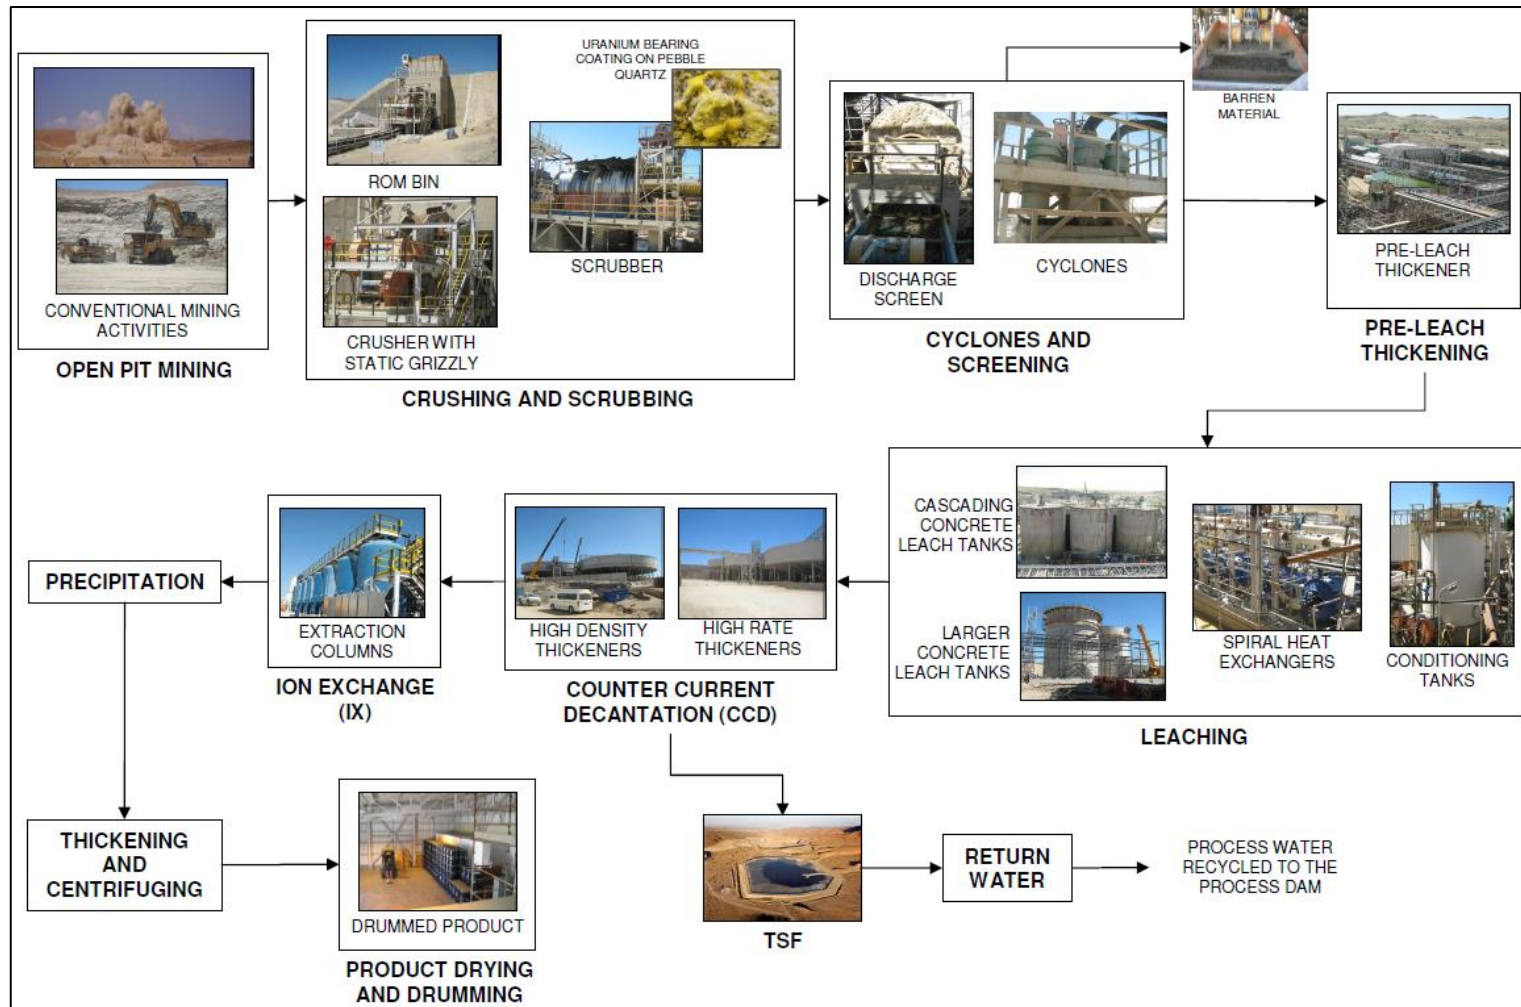 CONVENTIONAL MINING
ACTIVITIES
OPEN PIT MINING
ROM BIN
CRUSHER WITH
STATIC GRIZZLY
URANIUM BEARING
COATING ON PEBBLE
QUARTZ
SCRUBBER
CRUSHING AND SCRUBBING
DISCHARGE
SCREEN
CYCLONES
CYCLONES AND
SCREENING
BARREN
MATERIAL
PRE-LEACH
THICKENER
PRE-LEACH
THICKENING
CASCADING
CONCRETE
LEACH TANKS
LARGER
CONCRETE
LEACH TANKS
SPIRAL HEAT
EXCHANGERS
CONDITIONING
TANKS
LEACHING
HIGH DENSITY
THICKENERS
HIGH RATE
THICKENERS
COUNTER CURRENT
DECANTATION (CCD)
EXTRACTION
COLUMNS
ION EXCHANGE
(IX)
PRECIPITATION
THICKENING
AND
CENTRIFUGING
DRUMMED PRODUCT
PRODUCT DRYING
AND DRUMMING
TSF
RETURN
WATER
PROCESS WATER
RECYCLED TO THE
PROCESS DAM